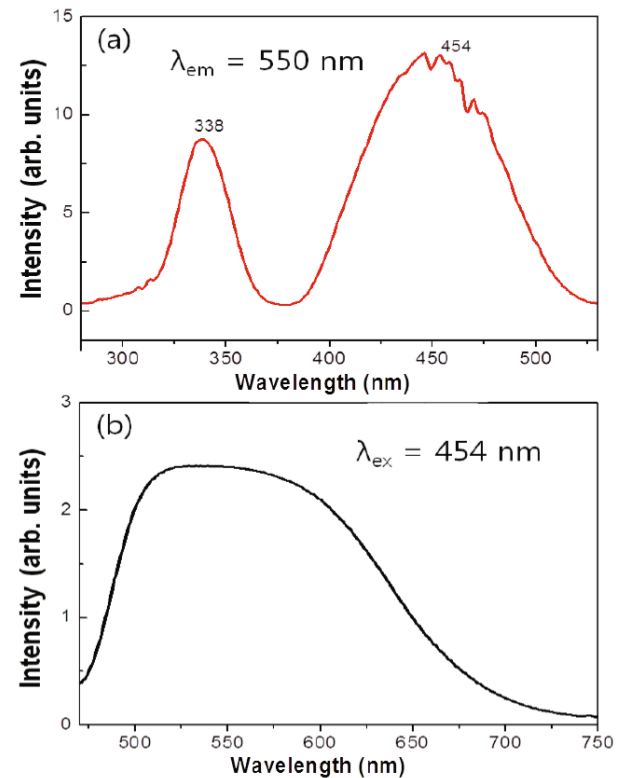 (a)
λem = 550 nm
338
454
15
10
5
0
Intensity (arb. units)
300 350 400 450 500
Wavelength (nm)
(b)
λex = 454 nm
3
2
1
0
Intensity (arb. units)
500 550 600 650 700 750
Wavelength (nm)